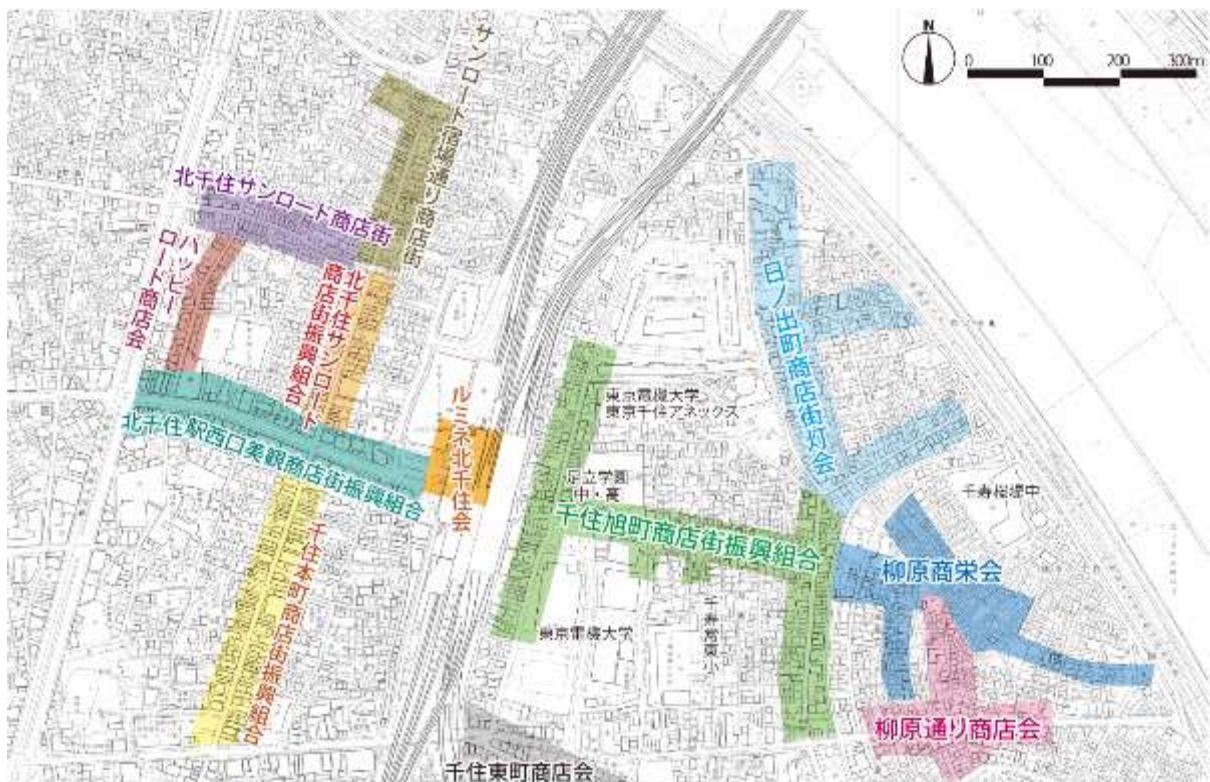 N
0 100 200 300m
サンロード宿場通り商店街
北千住サンロード商店街
ハッピー
ロード商店会
北千住サンロード
商店街振興組合
日ノ出町商店街灯会
ルミネ北千住会
東京電機大学
東京千住アネックス
北千住駅西口美観商店街振興組合
足立学園
中・高
千寿桜堤中
千住旭町商店街振興組合
柳原商栄会
千住本町商店街振興組合
千寿常東小
東京電機大学
柳原通り商店会
千住東町商店会